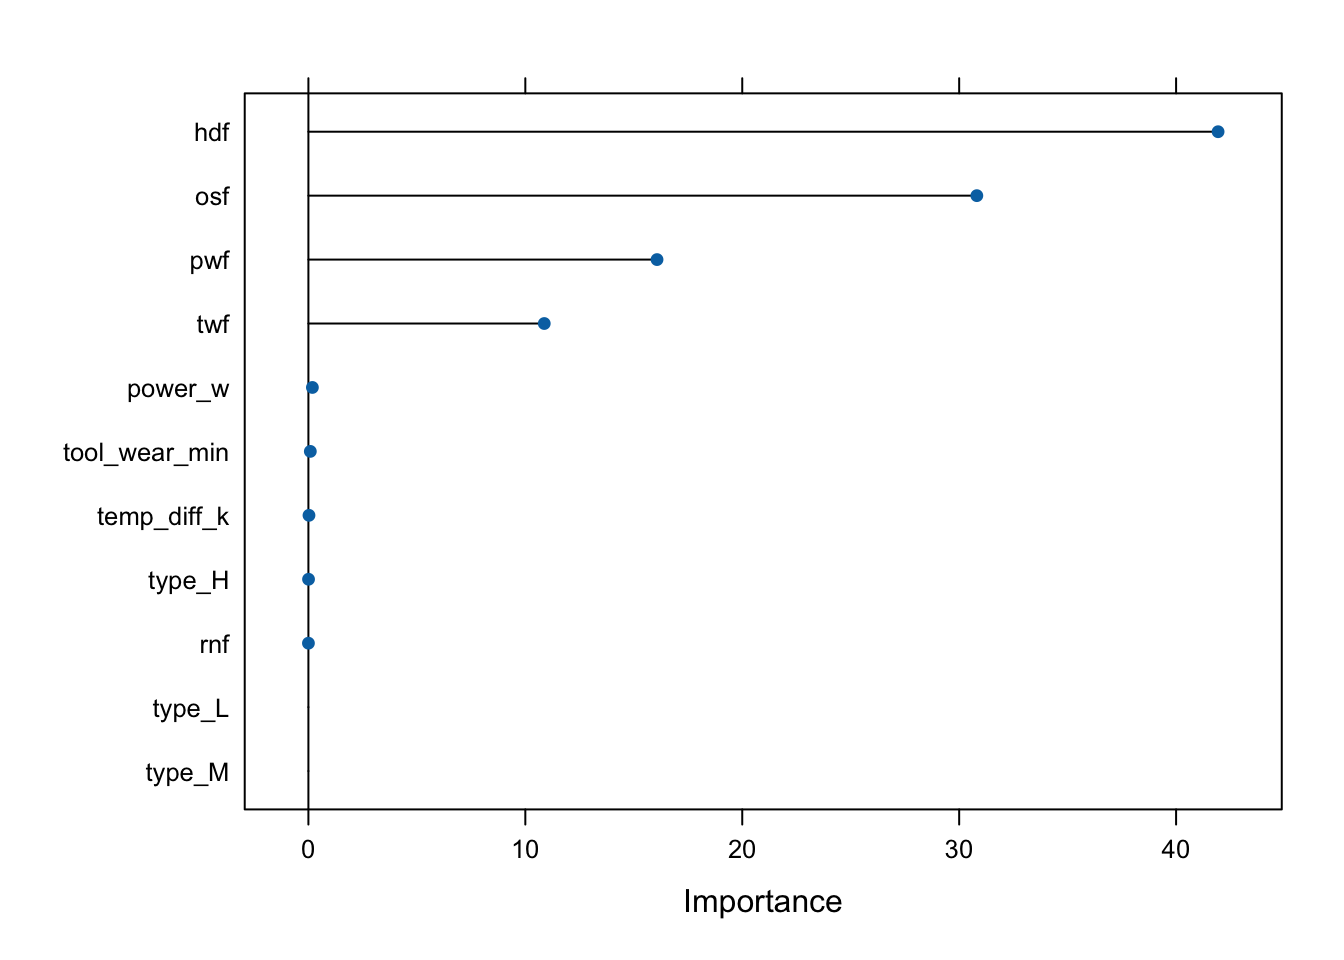 hdf
osf
pwf
twf
power_w
tool_wear_min
temp_diff_k
type_H
rnf
type_L
type_M
0 10 20 30 40
Importance